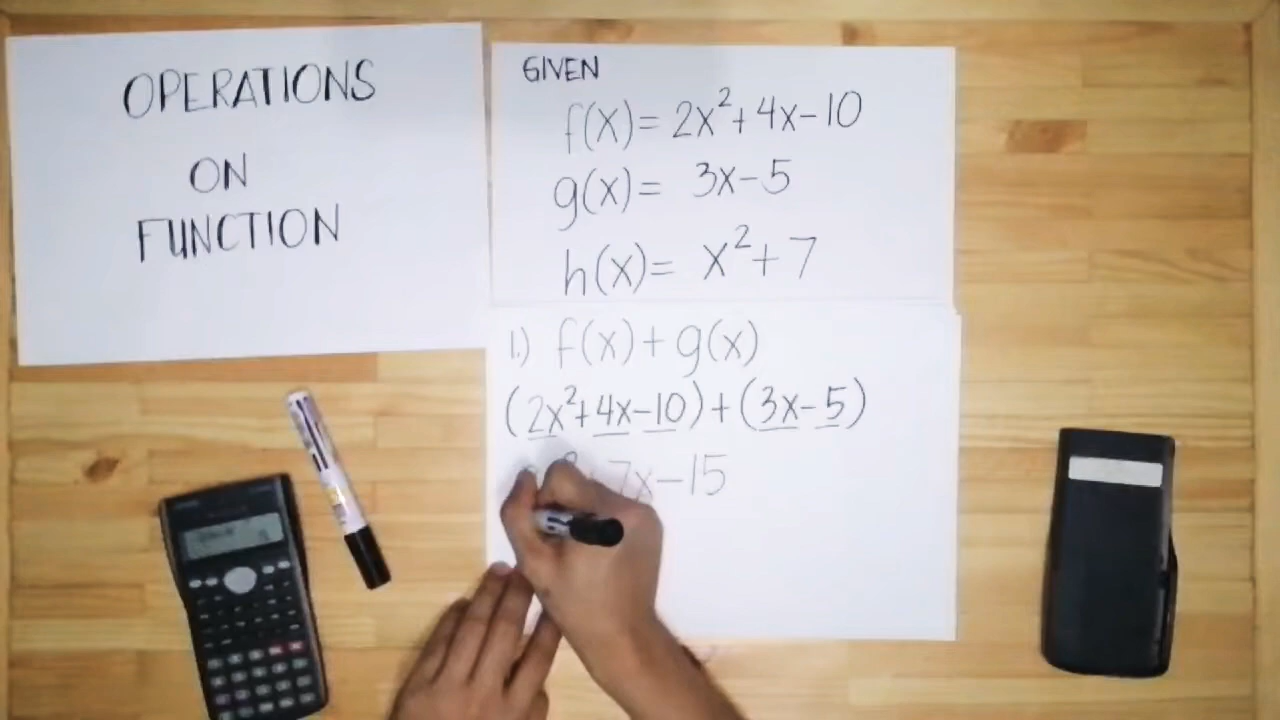 OPERATIONS
ON
FUNCTION
GIVEN
f(x)= 2x²+4x-10
g(x)= 3x-5
h(x)= x²+7
1.) f(x)+g(x)
(2x²+4x-10)+(3x-5)
+7x-15